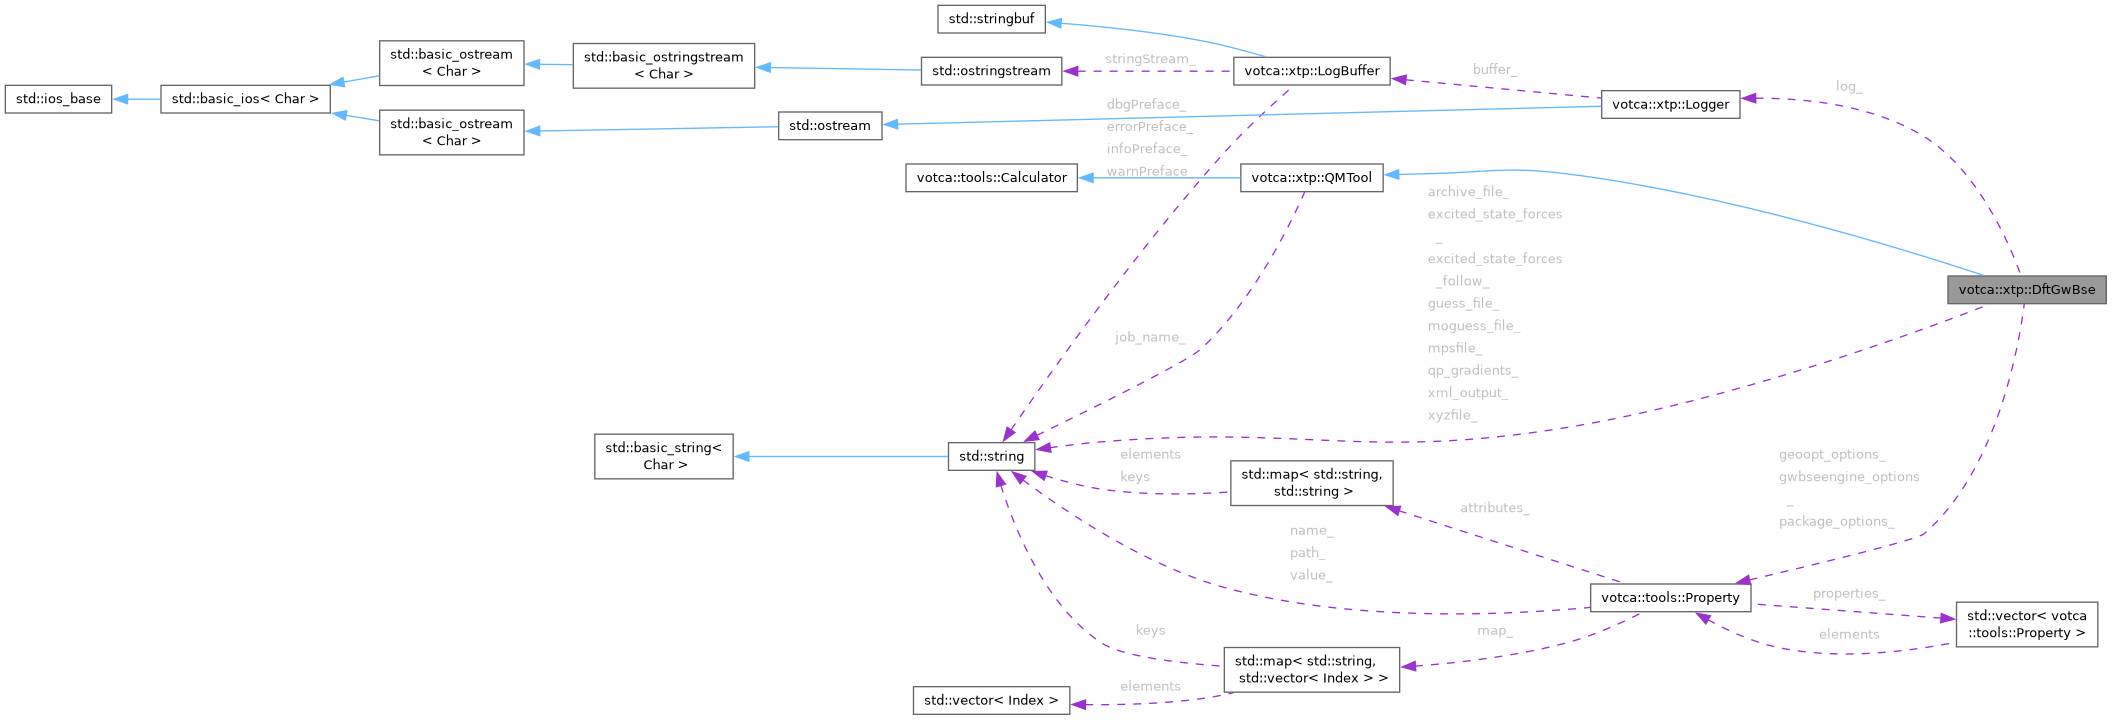 std::stringbuf
std::basic_ostream
< Char >
std::basic_ostringstream
< Char >
stringStream_
std::ostringstream
votca::xtp::LogBuffer
buffer_
log_
std::ios_base
std::basic_ios< Char >
votca::xtp::Logger
std::basic_ostream
< Char >
std::ostream
dbgPreface_
errorPreface_
infoPreface_
warnPreface_
votca::tools::Calculator
votca::xtp::QMTool
archive_file_
excited_state_forces
_
excited_state_forces
_follow_
guess_file_
moguess_file_
mpsfile_
qp_gradients_
xml_output_
xyzfile_
votca::xtp::DftGwBse
job_name_
std::basic_string<
Char >
std::string
elements
keys
std::map< std::string,
std::string >
attributes_
geoopt_options_
gwbseengine_options
_
package_options_
name_
path_
value_
votca::tools::Property
properties_
elements
std::vector< votca
::tools::Property >
keys
map_
std::map< std::string,
std::vector< Index > >
elements
std::vector< Index >